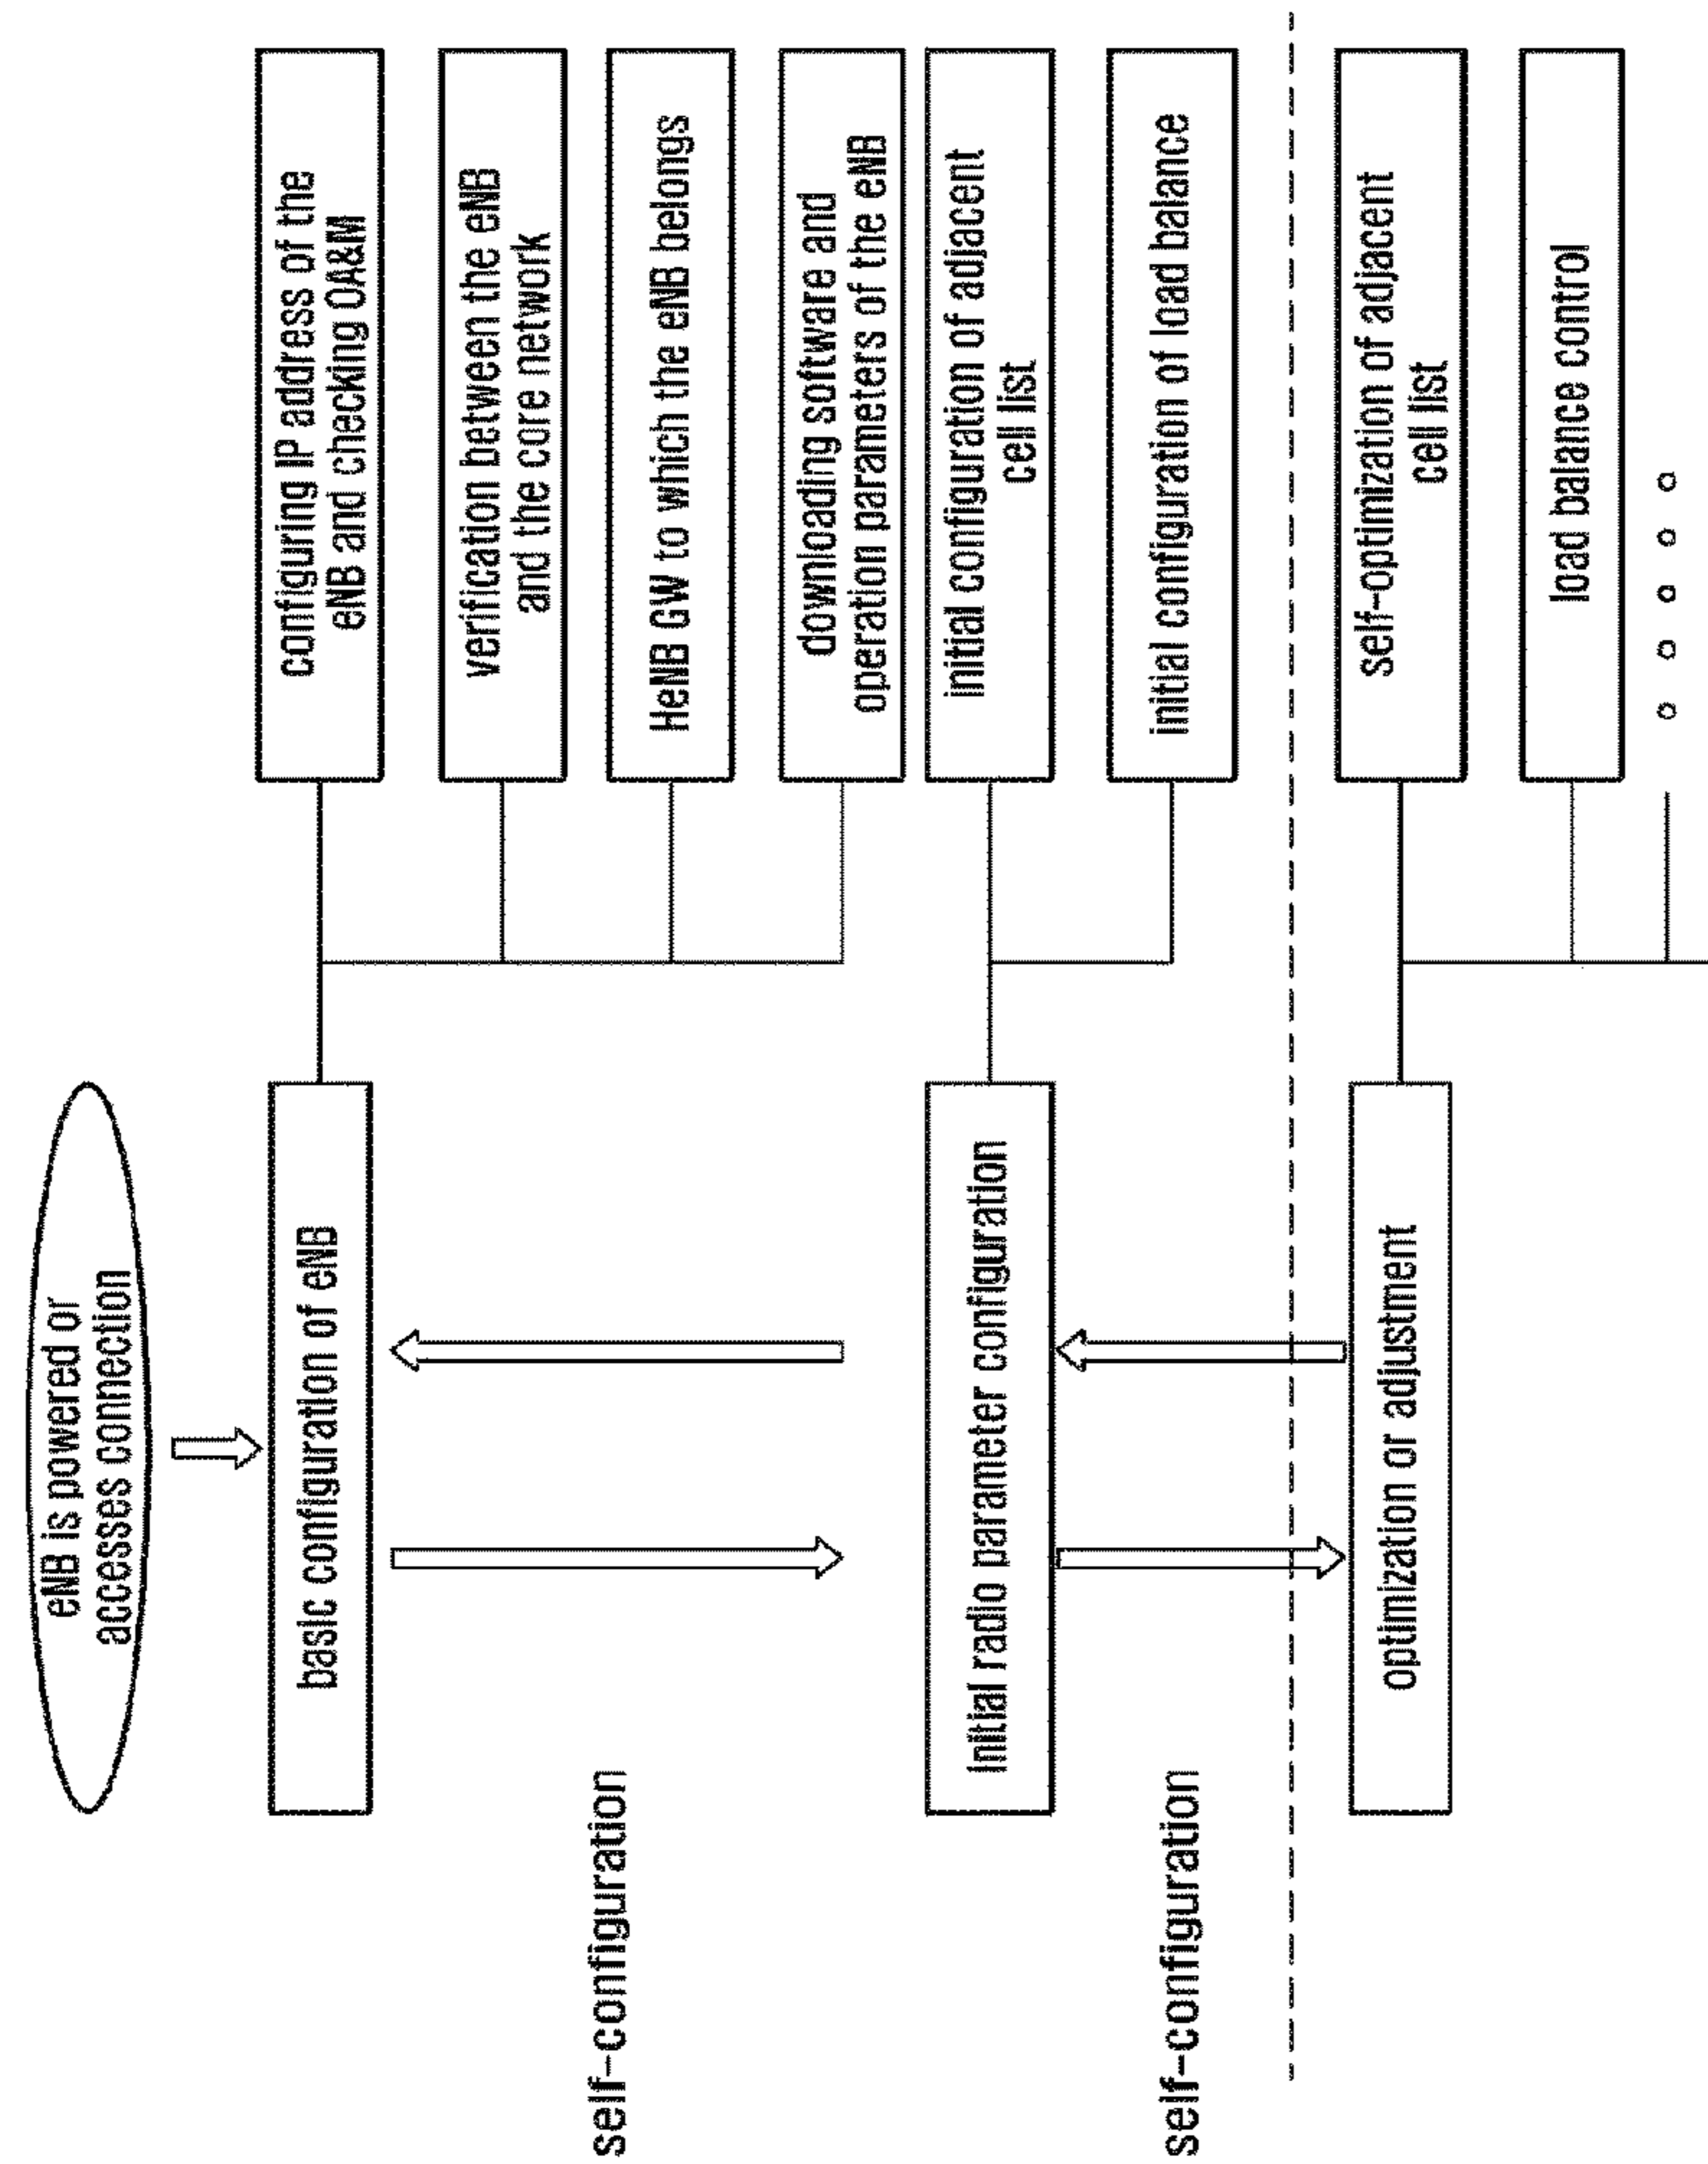 eNB is powered or
accesses connection
basic configuration of eNB
configuring IP address of the
eNB and checking OA&M
verification between the eNB
and the core network
HeNB GW to which the eNB belongs
downloading software and
operation parameters of the eNB
self-configuration
initial radio parameter configuration
initial configuration of adjacent
cell list
initial configuration of load balance
self-configuration
optimization or adjustment
self-optimization of adjacent
cell list
load balance control